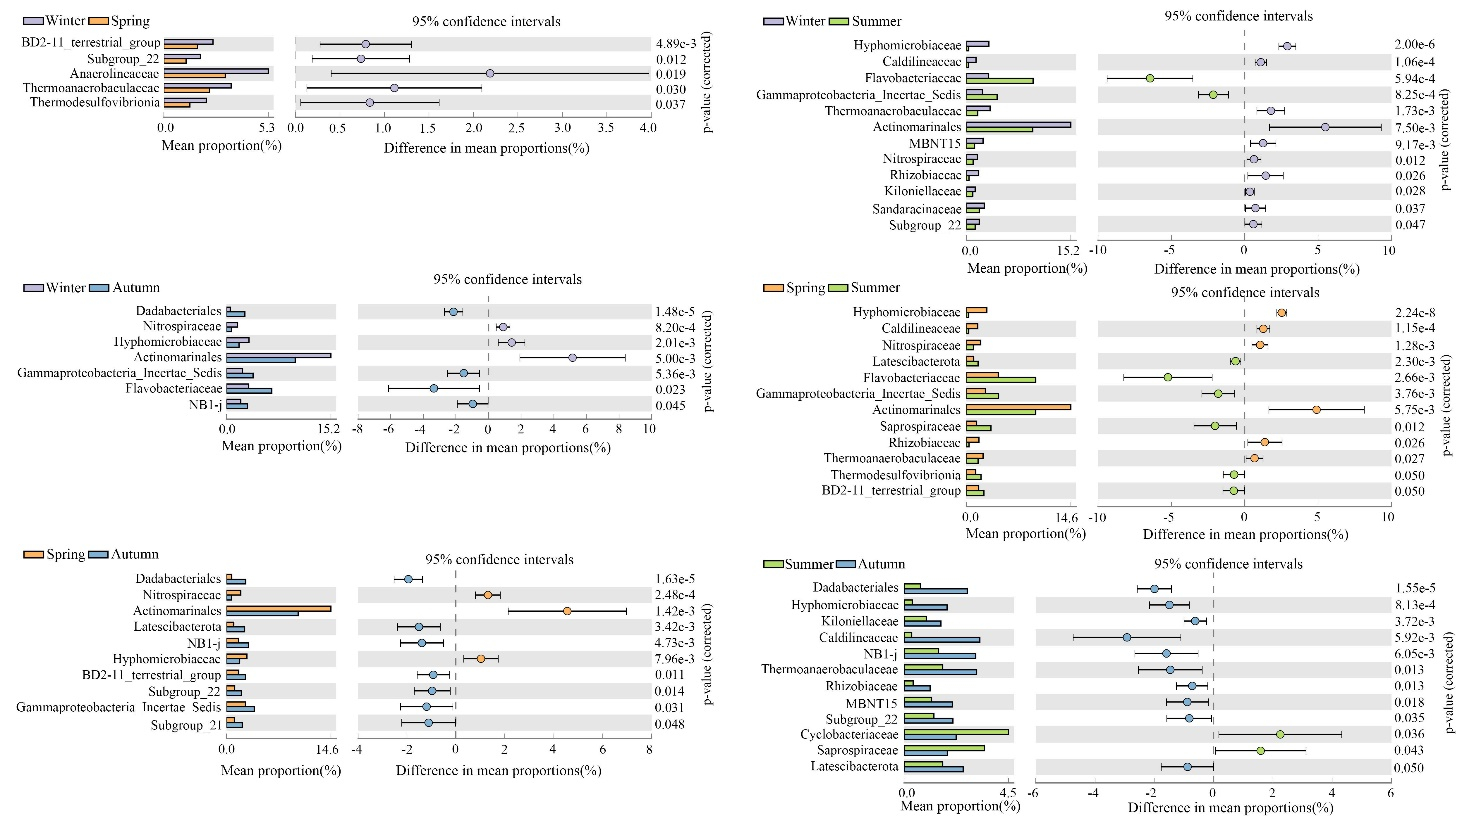 Winter Spring
95% confidence intervals
BD2-11_terrestrial_group 4.89e-3
Subgroup_22 0.012
Anaerolineaceae 0.019
Thermoanaerobaculaceae 0.030
Thermodesulfovibrionia 0.037
p-value (corrected)
0.0 5.3 0.0 0.5 1.0 1.5 2.0 2.5 3.0 3.5 4.0
Mean proportion(%) Difference in mean proportions(%)
Winter Summer
95% confidence intervals
Hyphomicrobiaceae 2.00e-6
Caldilineaceae 1.06e-4
Flavobacteriaceae 5.94e-4
Gammaproteobacteria_Incertae_Sedis 8.25e-4
Thermoanaerobaculaceae 1.73e-3
Actinomarinales 7.50e-3
MBNT15 9.17e-3
Nitrospiraceae 0.012
Rhizobiaceae 0.026
Kiloniellaceae 0.028
Sandaracinaceae 0.037
Subgroup_22 0.047
p-value (corrected)
0.0 15.2 -10 -5 0 5 10
Mean proportion(%) Difference in mean proportions(%)
Winter Autumn
95% confidence intervals
Dadabacteriales 1.48e-5
Nitrospiraceae 8.20e-4
Hyphomicrobiaceae 2.01e-3
Actinomarinales 5.00e-3
Gammaproteobacteria_Incertae_Sedis 5.36e-3
Flavobacteriaceae 0.023
NB1-j 0.045
p-value (corrected)
0.0 15.2 -8 -6 -4 -2 0 2 4 6 8 10
Mean proportion(%) Difference in mean proportions(%)
Spring Summer
95% confidence intervals
Hyphomicrobiaceae 2.24e-8
Caldilineaceae 1.15e-4
Nitrospiraceae 1.28e-3
Latescibacterota 2.30e-3
Flavobacteriaceae 2.66e-3
Gammaproteobacteria_Incertae_Sedis 3.76e-3
Actinomarinales 5.75e-3
Saprospiraceae 0.012
Rhizobiaceae 0.026
Thermoanaerobaculaceae 0.027
Thermodesulfovibrionia 0.050
BD2-11_terrestrial_group 0.050
p-value (corrected)
0.0 14.6 -10 -5 0 5 10
Mean proportion(%) Difference in mean proportions(%)
Spring Autumn
95% confidence intervals
Dadabacteriales 1.63e-5
Nitrospiraceae 2.48e-4
Actinomarinales 1.42e-3
Latescibacterota 3.42e-3
NB1-j 4.73e-3
Hyphomicrobiaceae 7.96e-3
BD2-11_terrestrial_group 0.011
Subgroup_22 0.014
Gammaproteobacteria_Incertae_Sedis 0.031
Subgroup_21 0.048
p-value (corrected)
0.0 14.6 -4 -2 0 2 4 6 8
Mean proportion(%) Difference in mean proportions(%)
Summer Autumn
95% confidence intervals
Dadabacteriales 1.55e-5
Hyphomicrobiaceae 8.13e-4
Kiloniellaceae 3.72e-3
Caldilineaceae 5.92e-3
NB1-j 6.05e-3
Thermoanaerobaculaceae 0.013
Rhizobiaceae 0.013
MBNT15 0.018
Subgroup_22 0.035
Cyclobacteriaceae 0.036
Saprospiraceae 0.043
Latescibacterota 0.050
p-value (corrected)
0.0 4.5 -6 -4 -2 0 2 4 6
Mean proportion(%) Difference in mean proportions(%)